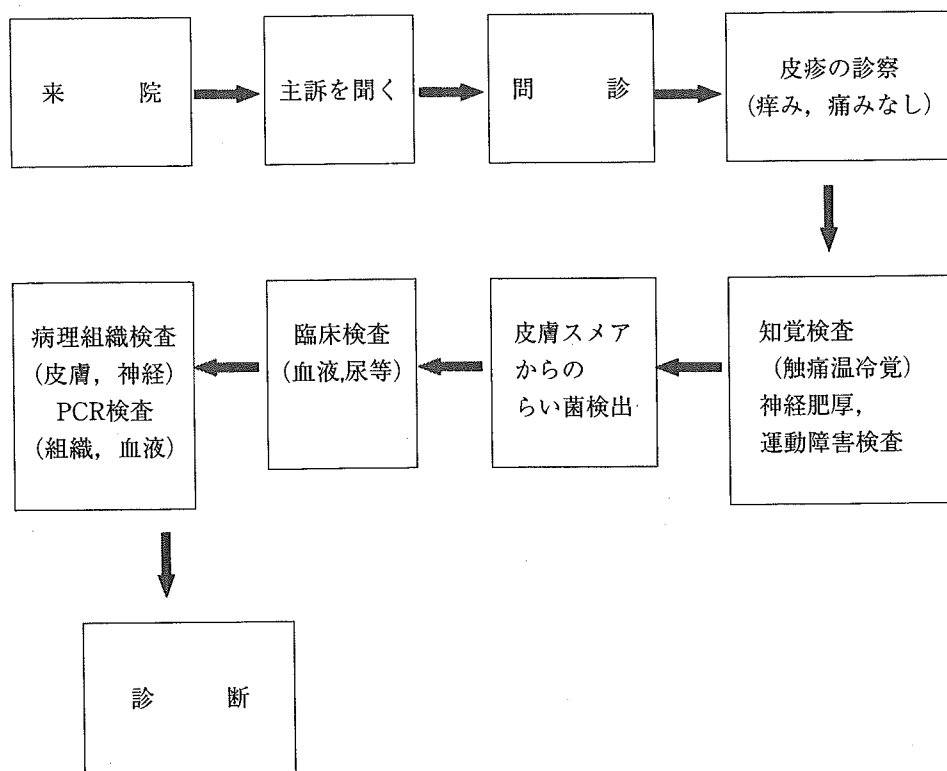 来　院
主訴を聞く
問　診
皮疹の診察
(痒み，痛みなし)
知覚検査
(触痛温冷覚)
神経肥厚，
運動障害検査
皮膚スメア
からの
らい菌検出
臨床検査
(血液,尿等)
病理組織検査
(皮膚，神経)
PCR検査
(組織，血液)
診　断